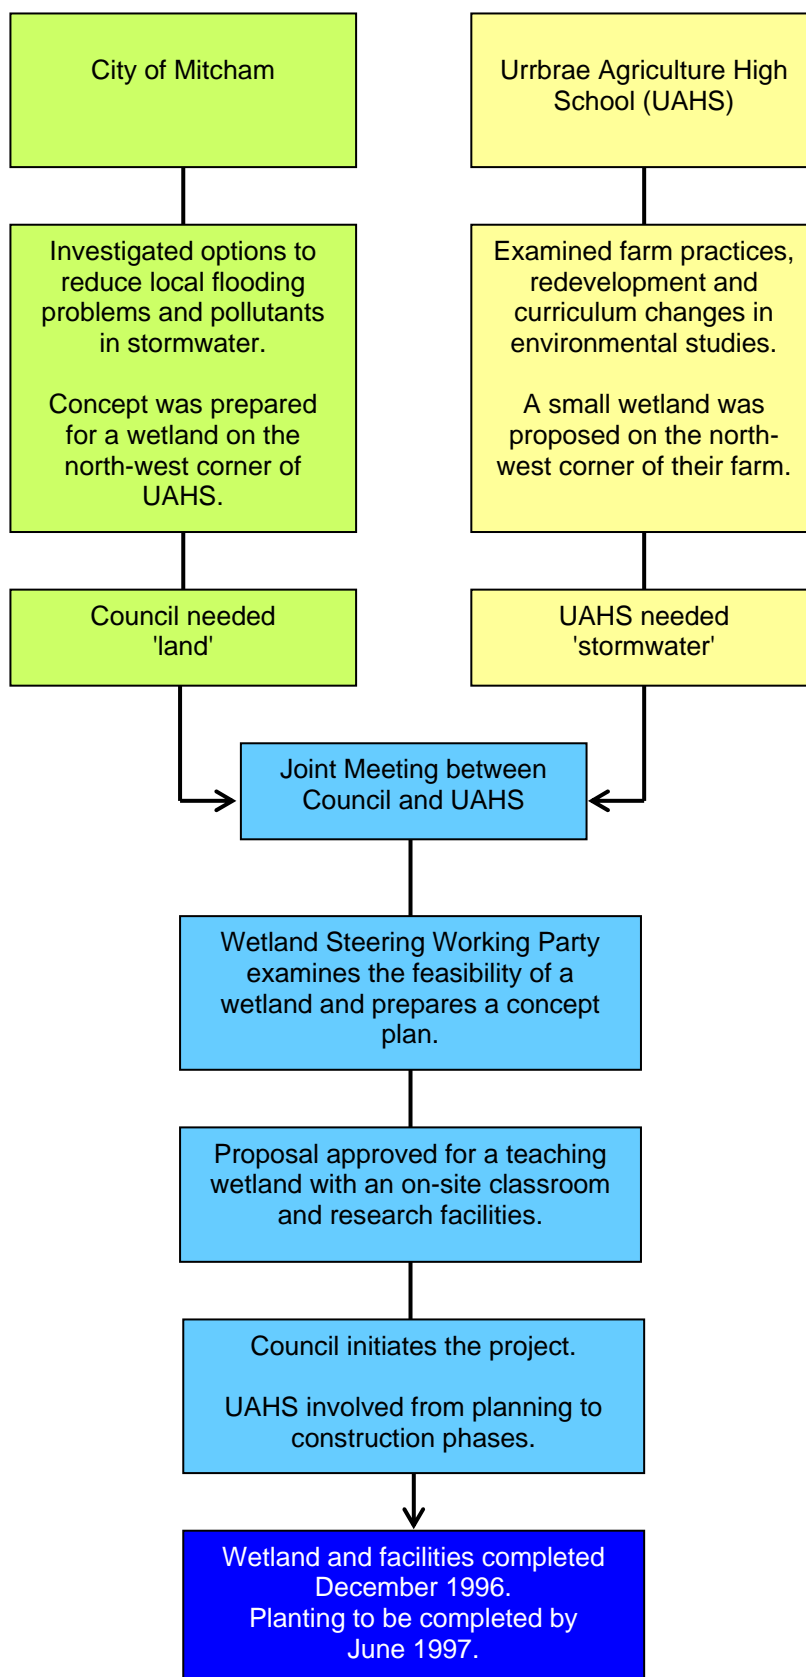 City of Mitcham
Urrbrae Agriculture High
School (UAHS)
Investigated options to
reduce local flooding
problems and pollutants
in stormwater.
Concept was prepared
for a wetland on the
north-west corner of
UAHS.
Examined farm practices,
redevelopment and
curriculum changes in
environmental studies.
A small wetland was
proposed on the north-
west corner of their farm.
Council needed
'land'
UAHS needed
'stormwater'
Joint Meeting between
Council and UAHS
Wetland Steering Working Party
examines the feasibility of a
wetland and prepares a concept
plan.
Proposal approved for a teaching
wetland with an on-site classroom
and research facilities.
Council initiates the project.
UAHS involved from planning to
construction phases.
Wetland and facilities completed
December 1996.
Planting to be completed by
June 1997.